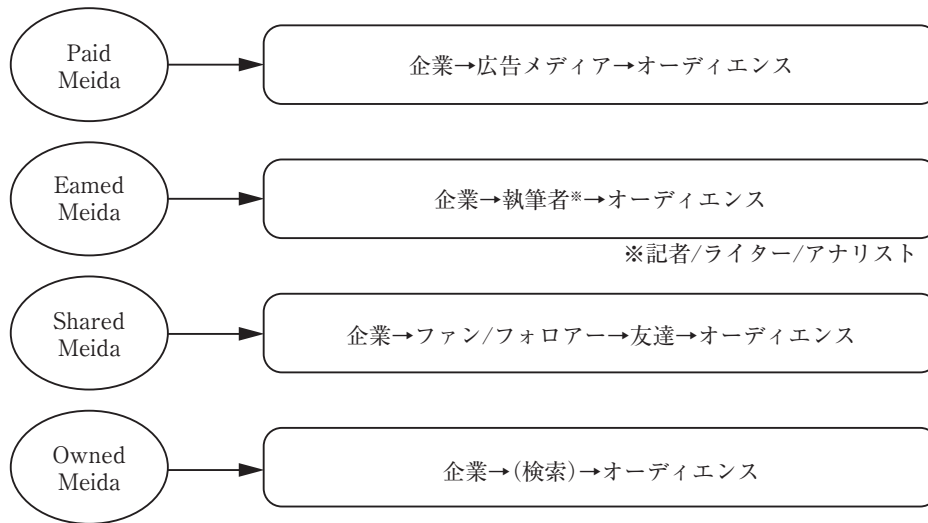 Paid
Meida
企業→広告メディア→オーディエンス
Eamed
Meida
企業→執筆者※→オーディエンス
※記者/ライター/アナリスト
Shared
Meida
企業→ファン/フォロアー→友達→オーディエンス
Owned
Meida
企業→(検索)→オーディエンス